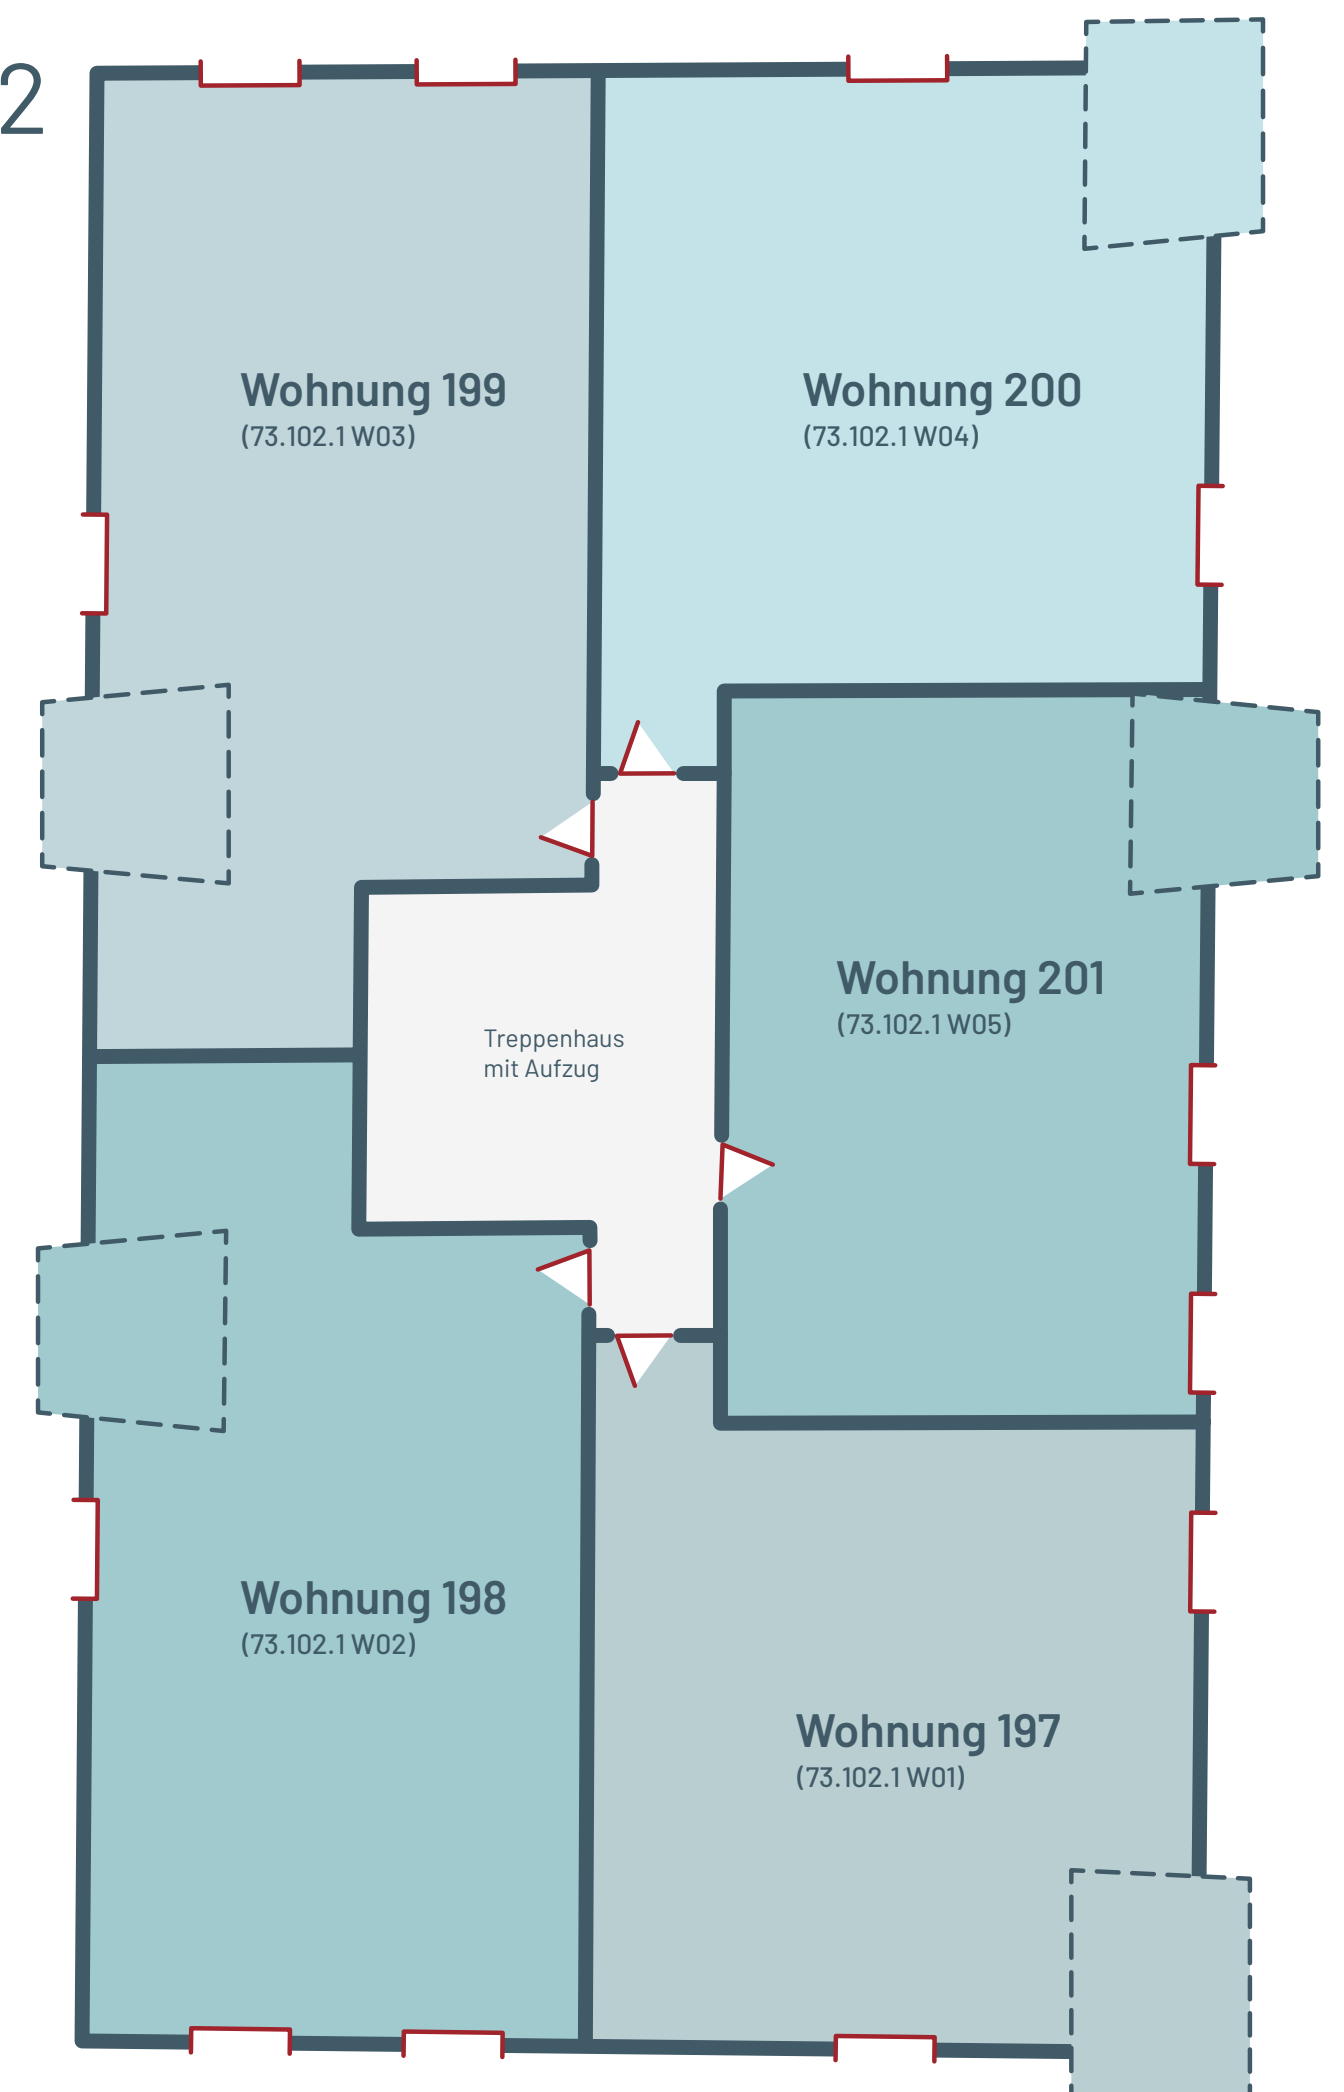 2
Wohnung 199
(73.102.1 W03)
Wohnung 200
(73.102.1 W04)
Wohnung 201
(73.102.1 W05)
Treppenhaus
mit Aufzug
Wohnung 198
(73.102.1 W02)
Wohnung 197
(73.102.1 W01)